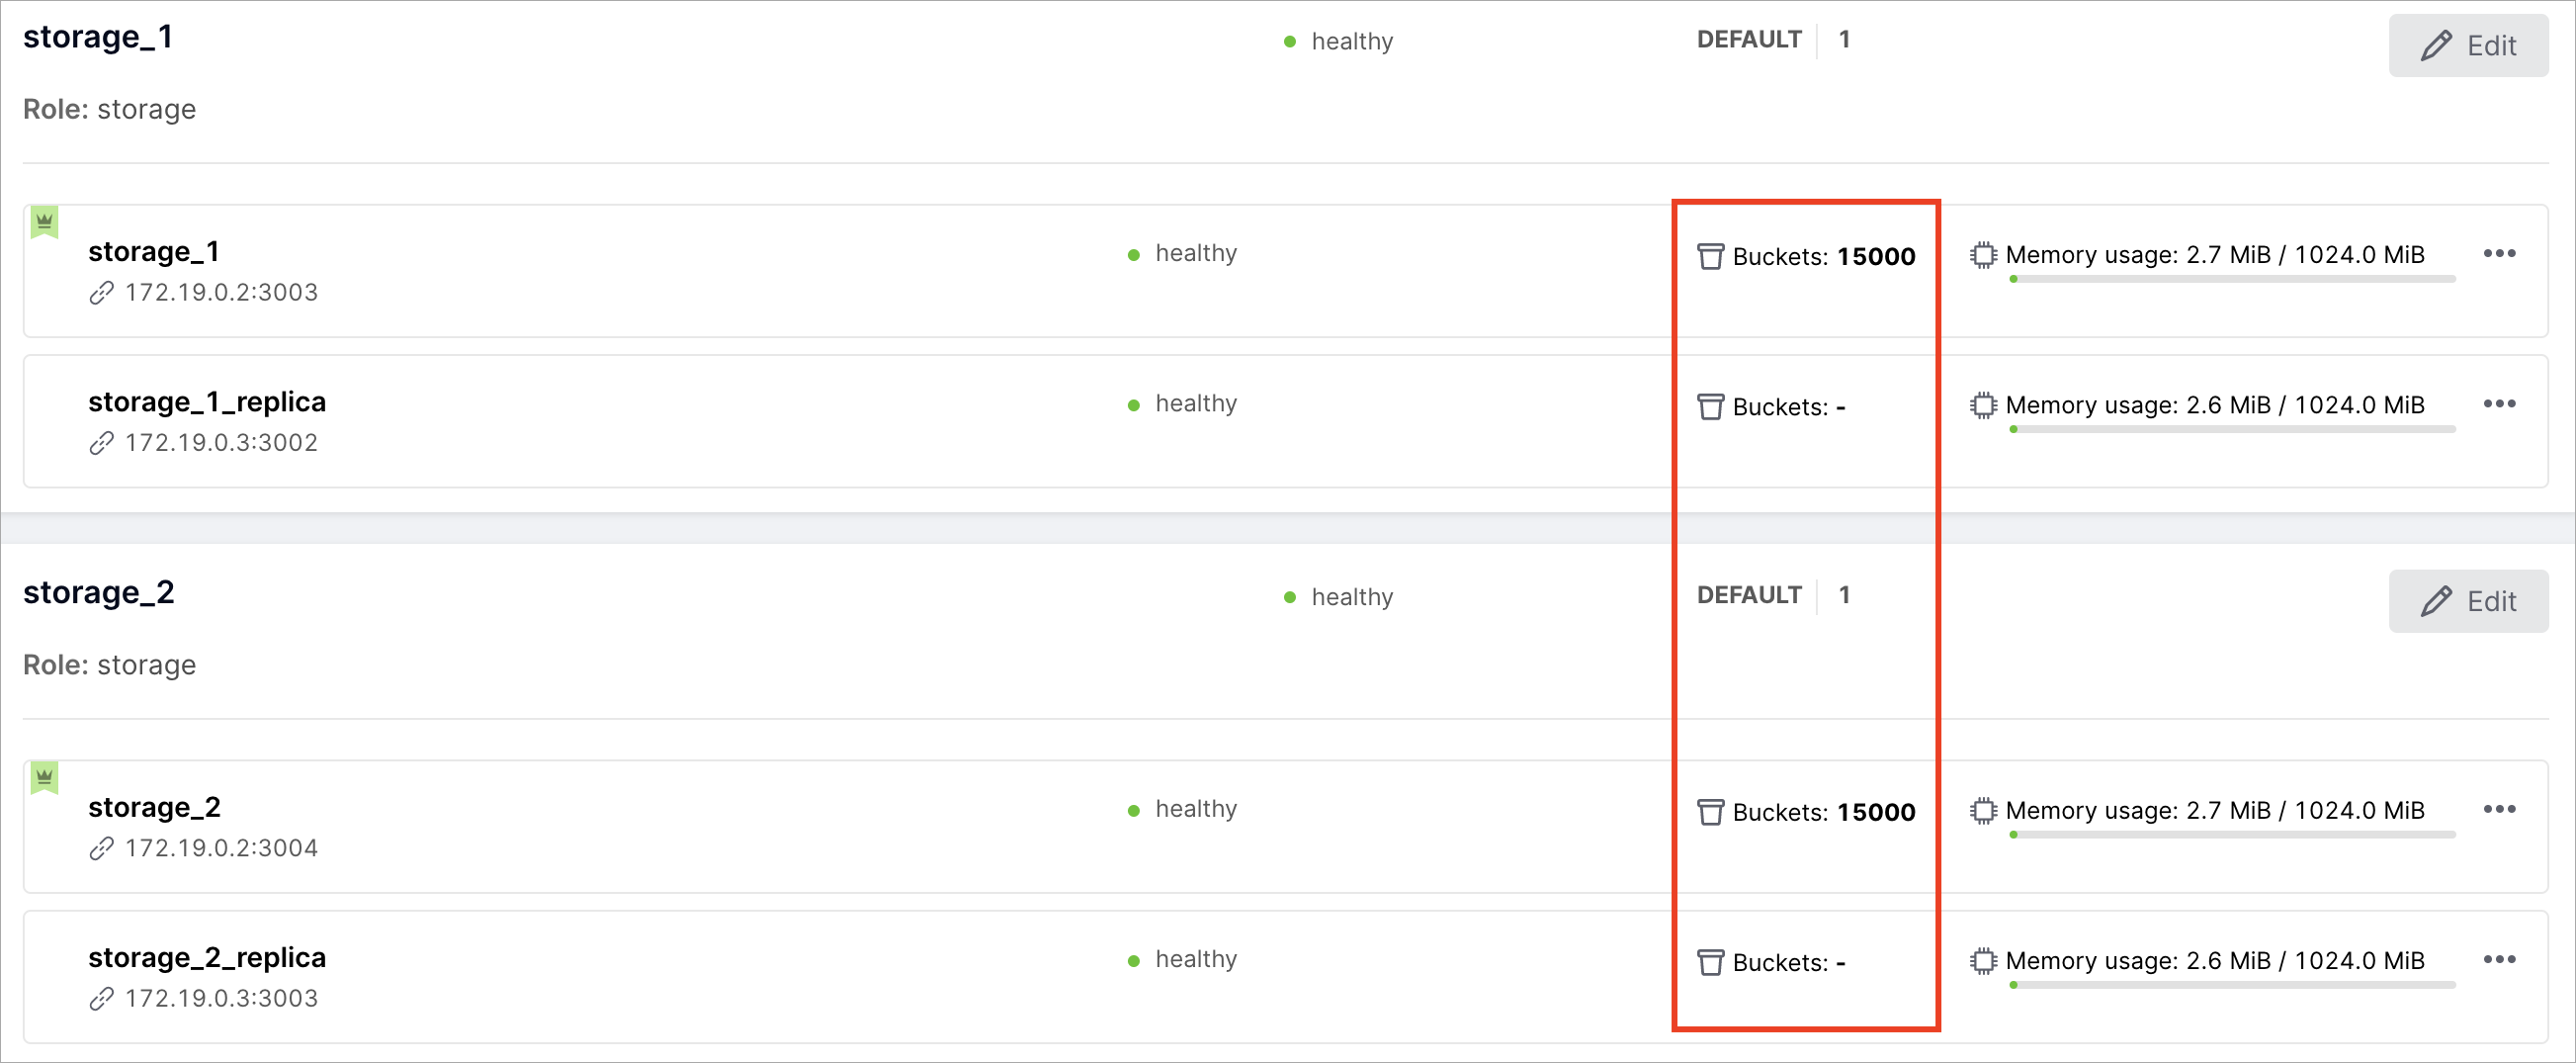 storage_1
healthy
DEFAULT 1
Edit
Role: storage
storage_1
healthy
Buckets: 15000
Memory usage: 2.7 MiB / 1024.0 MiB
172.19.0.2:3003
storage_1_replica
healthy
Buckets: -
Memory usage: 2.6 MiB / 1024.0 MiB
172.19.0.3:3002
storage_2
healthy
DEFAULT 1
Edit
Role: storage
storage_2
healthy
Buckets: 15000
Memory usage: 2.7 MiB / 1024.0 MiB
172.19.0.2:3004
storage_2_replica
healthy
Buckets: -
Memory usage: 2.6 MiB / 1024.0 MiB
172.19.0.3:3003